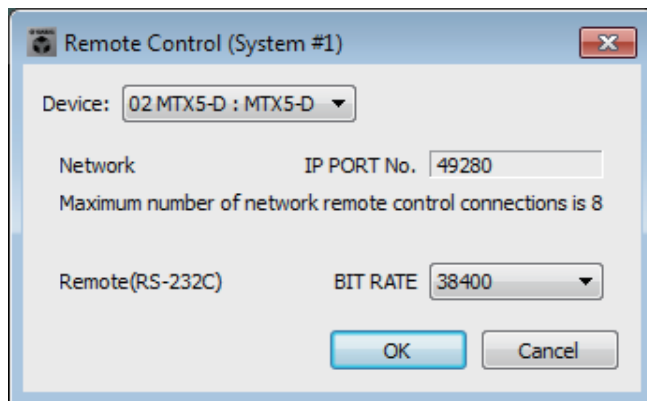 Remote Control (System #1)
Device: 02 MTX5-D : MTX5-D
Network IP PORT No. 49280
Maximum number of network remote control connections is 8
Remote(RS-232C) BIT RATE 38400
OK Cancel